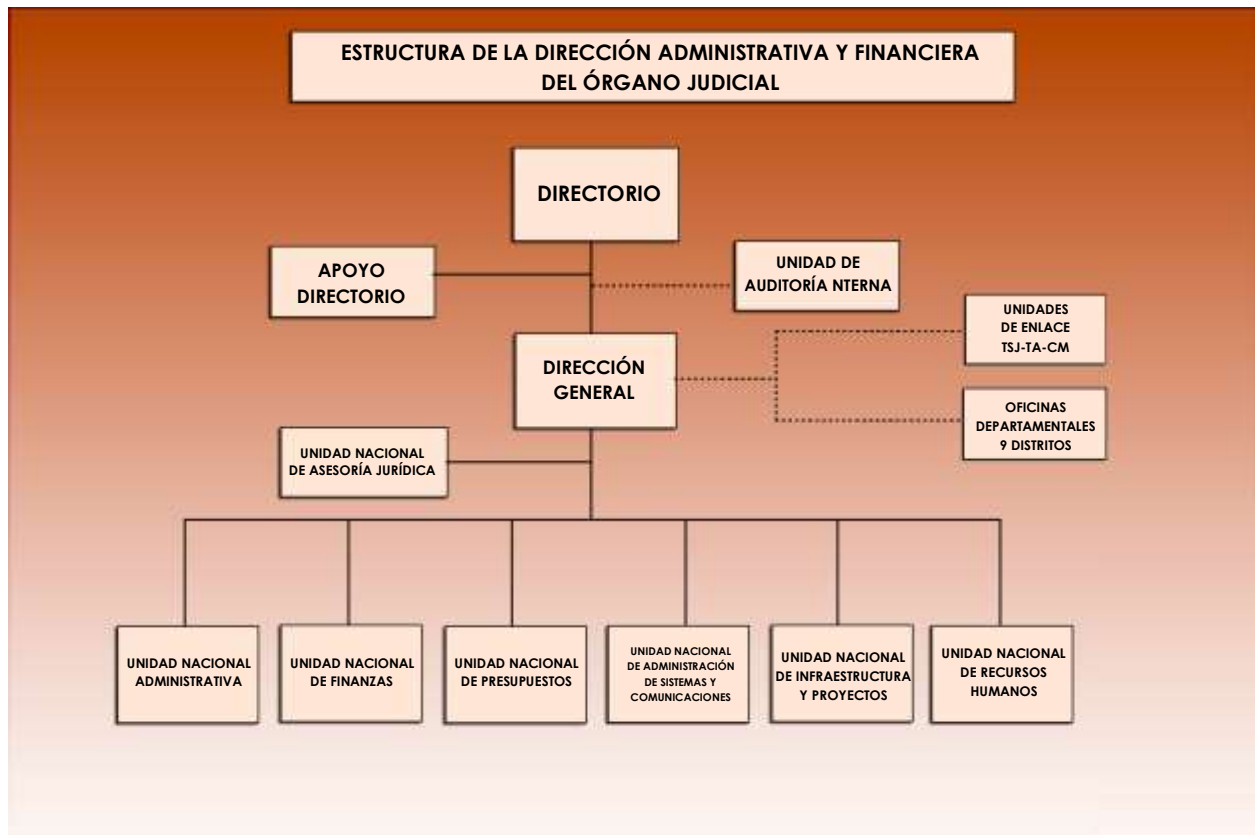 ESTRUCTURA DE LA DIRECCIÓN ADMINISTRATIVA Y FINANCIERA
DEL ÓRGANO JUDICIAL
DIRECTORIO
APOYO
DIRECTORIO
UNIDAD DE
AUDITORÍA NTERNA
UNIDADES
DE ENLACE
TSJ-TA-CM
DIRECCIÓN
GENERAL
OFICINAS
DEPARTAMENTALES
9 DISTRITOS
UNIDAD NACIONAL
DE ASESORÍA JURÍDICA
UNIDAD NACIONAL
ADMINISTRATIVA
UNIDAD NACIONAL
DE FINANZAS
UNIDAD NACIONAL
DE PRESUPUESTOS
UNIDAD NACIONAL
DE ADMINISTRACIÓN
DE SISTEMAS Y
COMUNICACIONES
UNIDAD NACIONAL
DE INFRAESTRUCTURA
Y PROYECTOS
UNIDAD NACIONAL
DE RECURSOS
HUMANOS